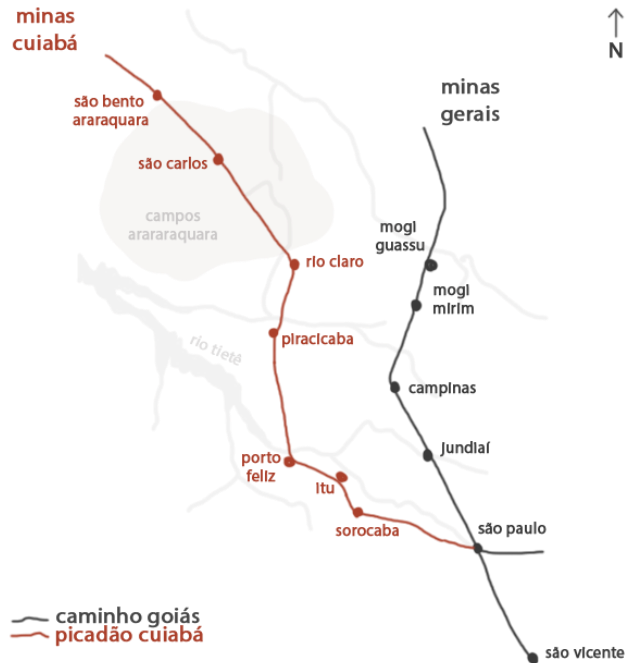 minas
cuiabá
N
minas
gerais
são bento
araraquara
são carlos
campos
arararaquara
mogi
guassu
rio claro
mogi
mirim
piracicaba
rio tietê
campinas
porto
feliz
itu
jundiaí
sorocaba
são paulo
caminho goiás
picadão cuiabá
são vicente